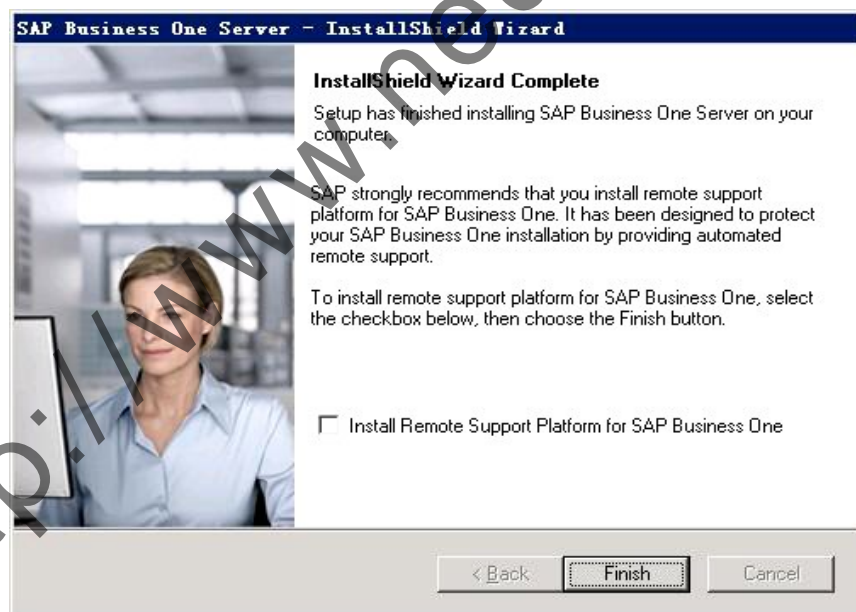 SAP Business One Server - InstallShield Wizard
InstallShield Wizard Complete
Setup has finished installing SAP Business One Server on your
computer.
SAP strongly recommends that you install remote support
platform for SAP Business One. It has been designed to protect
your SAP Business One installation by providing automated
remote support.
To install remote support platform for SAP Business One, select
the checkbox below, then choose the Finish button.
Install Remote Support Platform for SAP Business One
< Back
Finish
Cancel